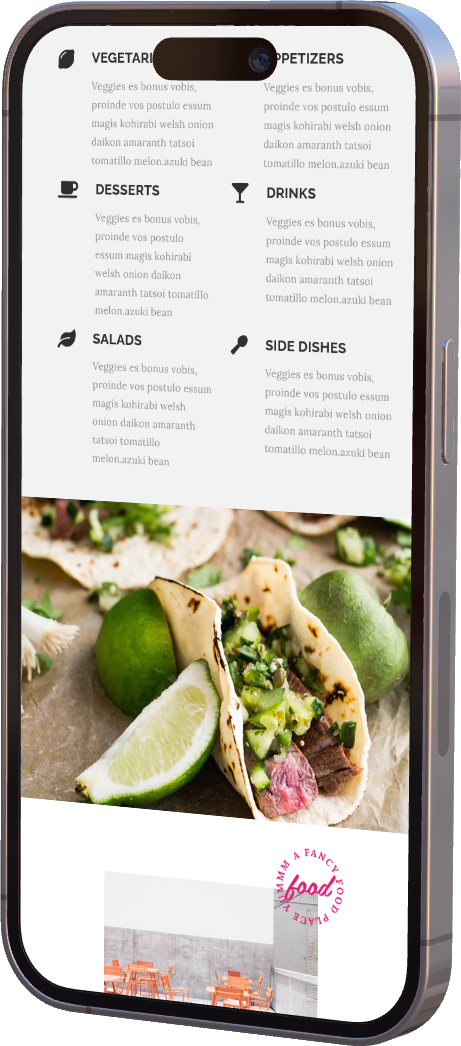 VEGETARI
Veggies es bonus vobis,
proinde vos postulo essum
magis kohirabi welsh onion
daikon amaranth tatsoi
tomatillo melon.azuki bean
PPETIZERS
Veggies es bonus vobis,
proinde vos postulo essum
magis kohirabi welsh onion
daikon amaranth tatsoi
tomatillo melon.azuki bean
DESSERTS
Veggies es bonus vobis,
proinde vos postulo
essum magis kohirabi
welsh onion daikon
amaranth tatsoi tomatillo
melon.azuki bean
DRINKS
Veggies es bonus vobis,
proinde vos postulo essum
magis kohirabi welsh onion
daikon amaranth tatsoi
tomatillo melon.azuki bean
SALADS
Veggies es bonus vobis,
proinde vos postulo essum
magis kohirabi welsh
onion daikon amaranth
tatsoi tomatillo
melon.azuki bean
SIDE DISHES
Veggies es bonus vobis,
proinde vos postulo essum
magis kohirabi welsh onion
daikon amaranth tatsoi
tomatillo melon.azuki bean
YMMM A FANCY FOOD PLACE
food